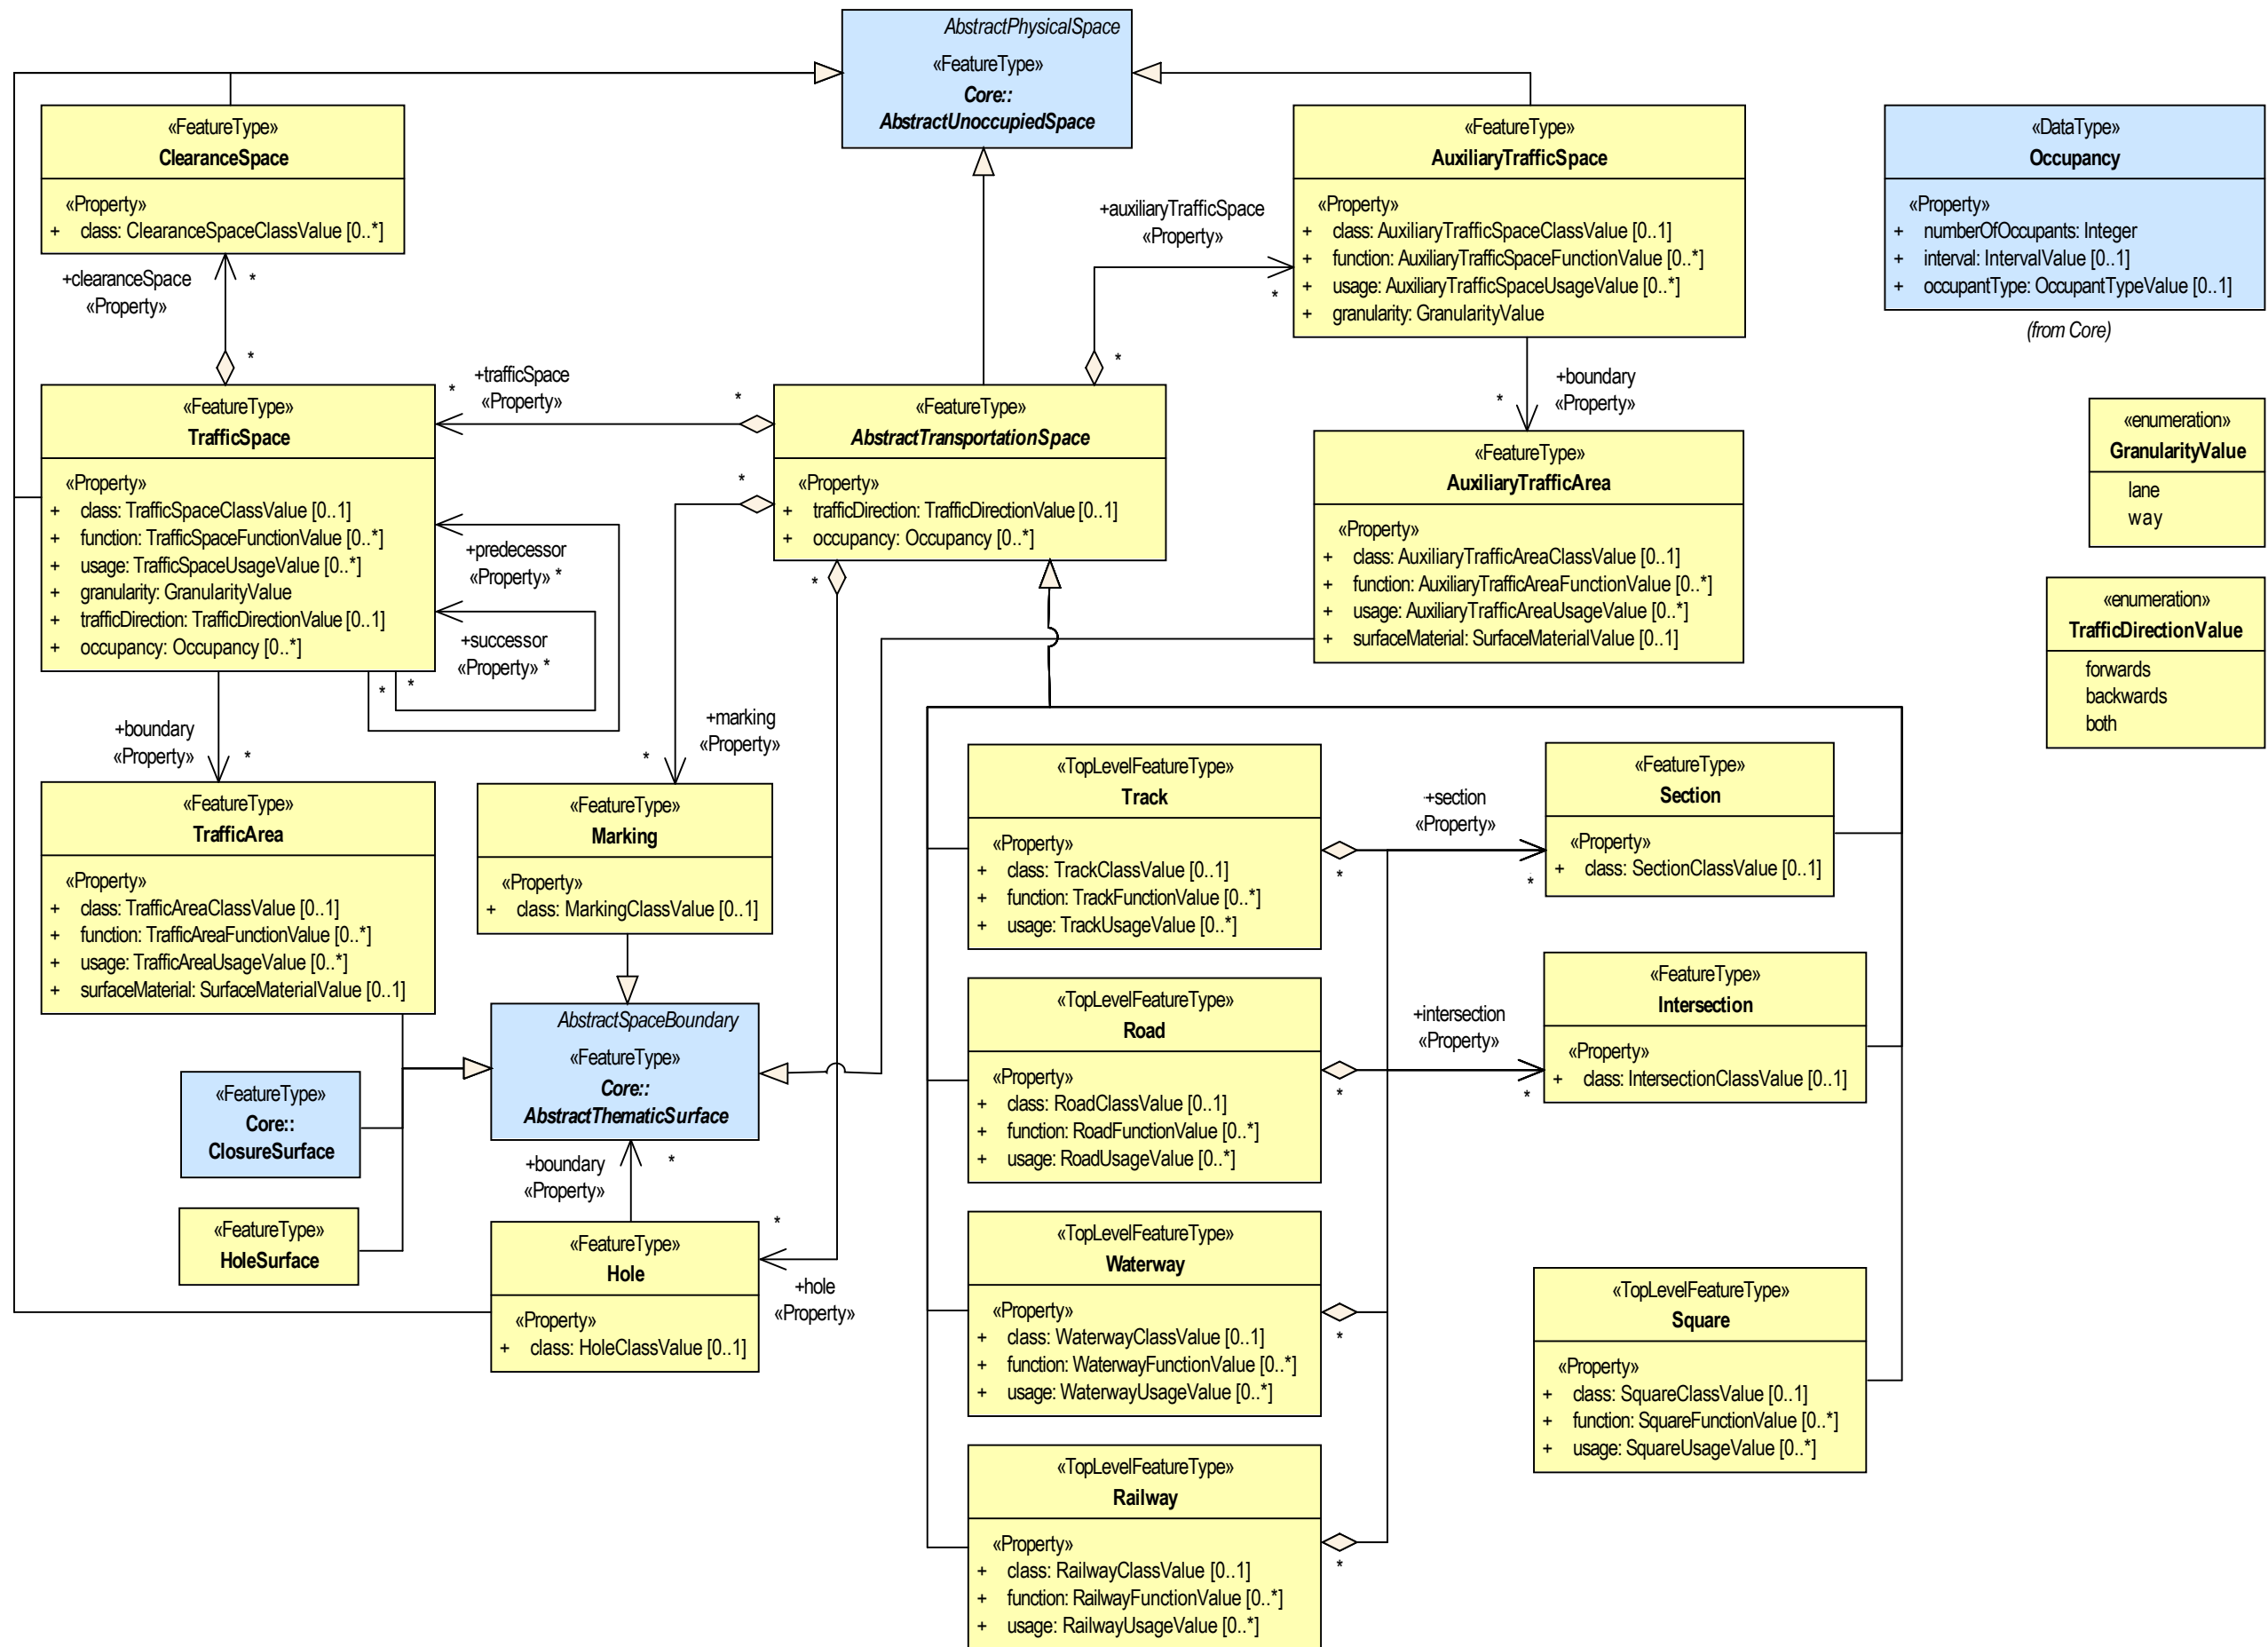 AbstractPhysicalSpace
«FeatureType»
Core::
AbstractUnoccupiedSpace
«FeatureType»
ClearanceSpace
«Property»
+ class: ClearanceSpaceClassValue [0..*]
«FeatureType»
AuxiliaryTrafficSpace
«Property»
+ class: AuxiliaryTrafficSpaceClassValue [0..1]
+ function: AuxiliaryTrafficSpaceFunctionValue [0..*]
+ usage: AuxiliaryTrafficSpaceUsageValue [0..*]
+ granularity: GranularityValue
«DataType»
Occupancy
«Property»
+ numberOfOccupants: Integer
+ interval: IntervalValue [0..1]
+ occupantType: OccupantTypeValue [0..1]
(from Core)
+auxiliaryTrafficSpace
«Property»
*
*
+clearanceSpace
«Property»
*
*
«FeatureType»
TrafficSpace
«Property»
+ class: TrafficSpaceClassValue [0..1]
+ function: TrafficSpaceFunctionValue [0..*]
+ usage: TrafficSpaceUsageValue [0..*]
+ granularity: GranularityValue
+ trafficDirection: TrafficDirectionValue [0..1]
+ occupancy: Occupancy [0..*]
+trafficSpace
«Property»
*
*
«FeatureType»
AbstractTransportationSpace
«Property»
+ trafficDirection: TrafficDirectionValue [0..1]
+ occupancy: Occupancy [0..*]
*
*
+boundary
«Property»
*
«FeatureType»
AuxiliaryTrafficArea
«Property»
+ class: AuxiliaryTrafficAreaClassValue [0..1]
+ function: AuxiliaryTrafficAreaFunctionValue [0..*]
+ usage: AuxiliaryTrafficAreaUsageValue [0..*]
+ surfaceMaterial: SurfaceMaterialValue [0..1]
«enumeration»
GranularityValue
lane
way
«enumeration»
TrafficDirectionValue
forwards
backwards
both
+predecessor
«Property» *
+successor
«Property» *
*
*
+boundary
«Property»
*
+marking
«Property»
*
«FeatureType»
TrafficArea
«Property»
+ class: TrafficAreaClassValue [0..1]
+ function: TrafficAreaFunctionValue [0..*]
+ usage: TrafficAreaUsageValue [0..*]
+ surfaceMaterial: SurfaceMaterialValue [0..1]
«FeatureType»
Marking
«Property»
+ class: MarkingClassValue [0..1]
«TopLevelFeatureType»
Track
«Property»
+ class: TrackClassValue [0..1]
+ function: TrackFunctionValue [0..*]
+ usage: TrackUsageValue [0..*]
*
+section
«Property»
*
«FeatureType»
Section
«Property»
+ class: SectionClassValue [0..1]
AbstractSpaceBoundary
«FeatureType»
Core::
AbstractThematicSurface
«FeatureType»
Core::
ClosureSurface
«FeatureType»
HoleSurface
+boundary
«Property»
*
«FeatureType»
Hole
«Property»
+ class: HoleClassValue [0..1]
*
+hole
«Property»
«TopLevelFeatureType»
Road
«Property»
+ class: RoadClassValue [0..1]
+ function: RoadFunctionValue [0..*]
+ usage: RoadUsageValue [0..*]
*
+intersection
«Property»
*
«FeatureType»
Intersection
«Property»
+ class: IntersectionClassValue [0..1]
«TopLevelFeatureType»
Waterway
«Property»
+ class: WaterwayClassValue [0..1]
+ function: WaterwayFunctionValue [0..*]
+ usage: WaterwayUsageValue [0..*]
*
«TopLevelFeatureType»
Square
«Property»
+ class: SquareClassValue [0..1]
+ function: SquareFunctionValue [0..*]
+ usage: SquareUsageValue [0..*]
«TopLevelFeatureType»
Railway
«Property»
+ class: RailwayClassValue [0..1]
+ function: RailwayFunctionValue [0..*]
+ usage: RailwayUsageValue [0..*]
*